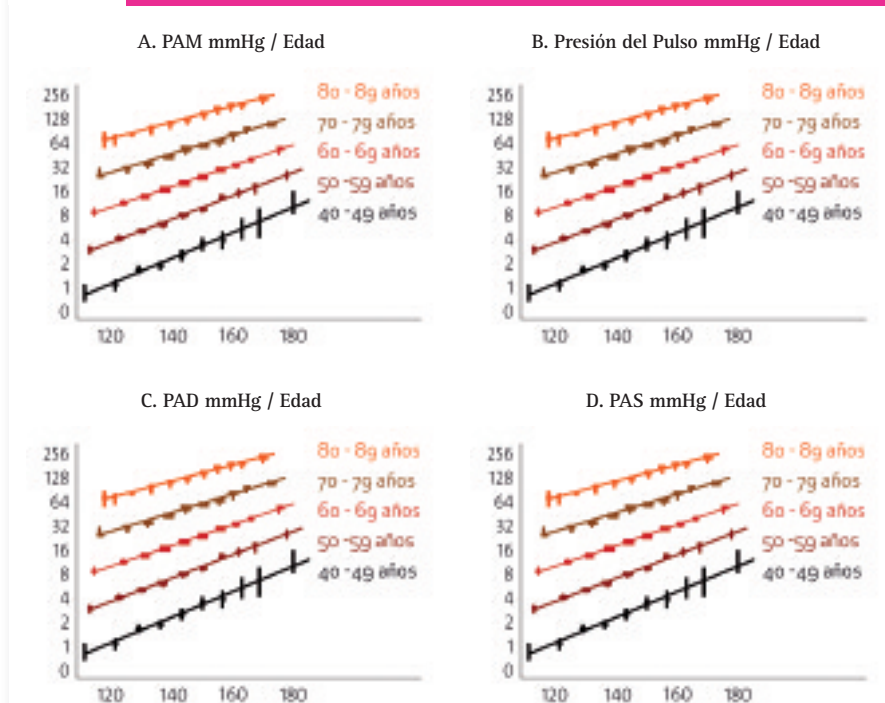 A. PAM mmHg / Edad
256
128
64
32
16
8
4
2
1
0
80 - 89 años
70 - 79 años
60 - 69 años
50 -59 años
40 -49 años
120 140 160 180
B. Presión del Pulso mmHg / Edad
256
128
64
32
16
8
4
2
1
0
80 - 89 años
70 - 79 años
60 - 69 años
50 -59 años
40 -49 años
120 140 160 180
C. PAD mmHg / Edad
256
128
64
32
16
8
4
2
1
0
80 - 89 años
70 - 79 años
60 - 69 años
50 -59 años
40 -49 años
120 140 160 180
D. PAS mmHg / Edad
256
128
64
32
16
8
4
2
1
0
80 - 89 años
70 - 79 años
60 - 69 años
50 -59 años
40 -49 años
120 140 160 180